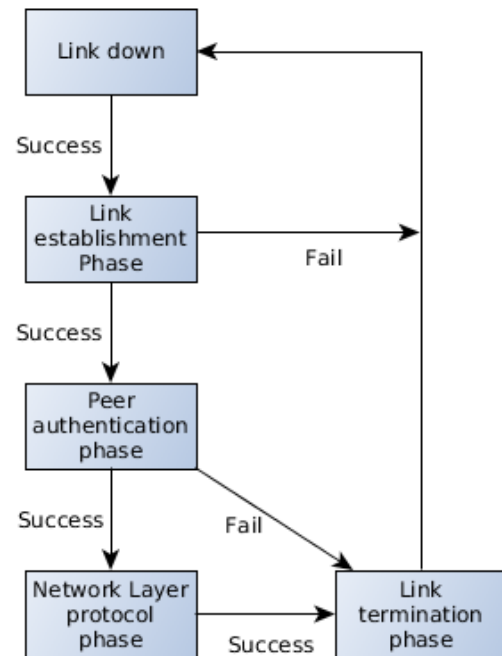 Link down
Success
Link
establishment
Phase
Fail
Success
Peer
authentication
phase
Success
Fail
Network Layer
protocol
phase
Success
Link
termination
phase